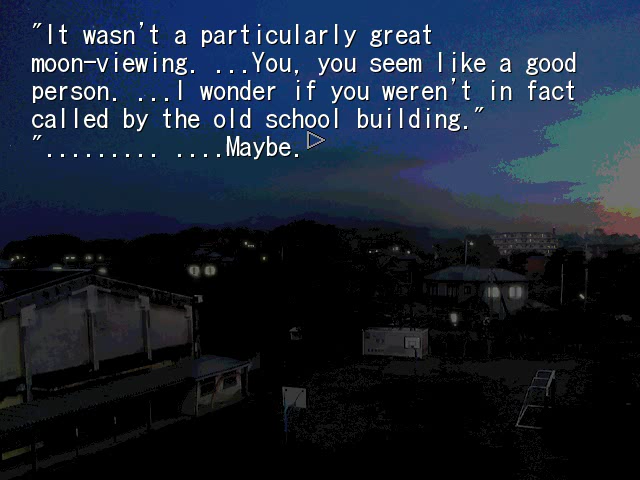 "It wasn't a particularly great
moon-viewing. ...You, you seem like a good
person. ...I wonder if you weren't in fact
called by the old school building."
"......... ....Maybe.